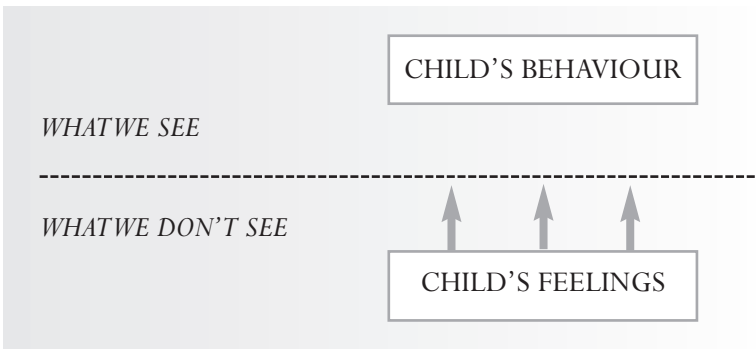 CHILD’S BEHAVIOUR
WHATWE SEE
WHATWE DON’T SEE
CHILD’S FEELINGS